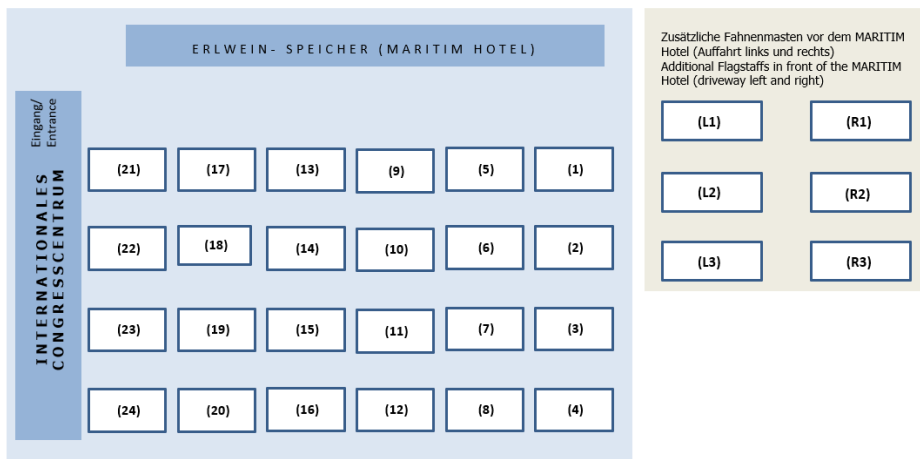 ERLWEIN- SPEICHER (MARITIM HOTEL)
Eingang/
Entrance
INTERNATIONALES
CONGRESSCENTRUM
(21) (17) (13) (9) (5) (1)
(22) (18) (14) (10) (6) (2)
(23) (19) (15) (11) (7) (3)
(24) (20) (16) (12) (8) (4)
Zusätzliche Fahnenmasten vor dem MARITIM
Hotel (Auffahrt links und rechts)
Additional Flagstaffs in front of the MARITIM
Hotel (driveway left and right)
(L1) (R1)
(L2) (R2)
(L3) (R3)